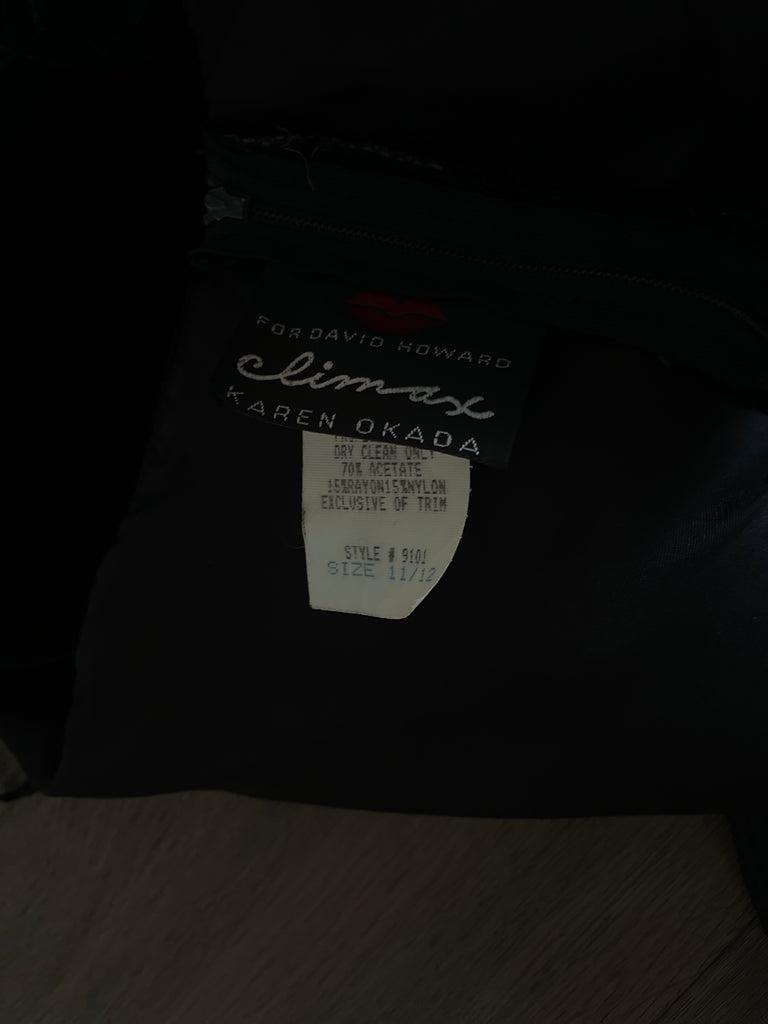 FOR DAVID HOWARD
climax
KAREN OKADA
DRY CLEAN ONLY
70% ACETATE
15%RAYON15%NYLON
EXCLUSIVE OF TRIM
STYLE # 9101
SIZE 11/12